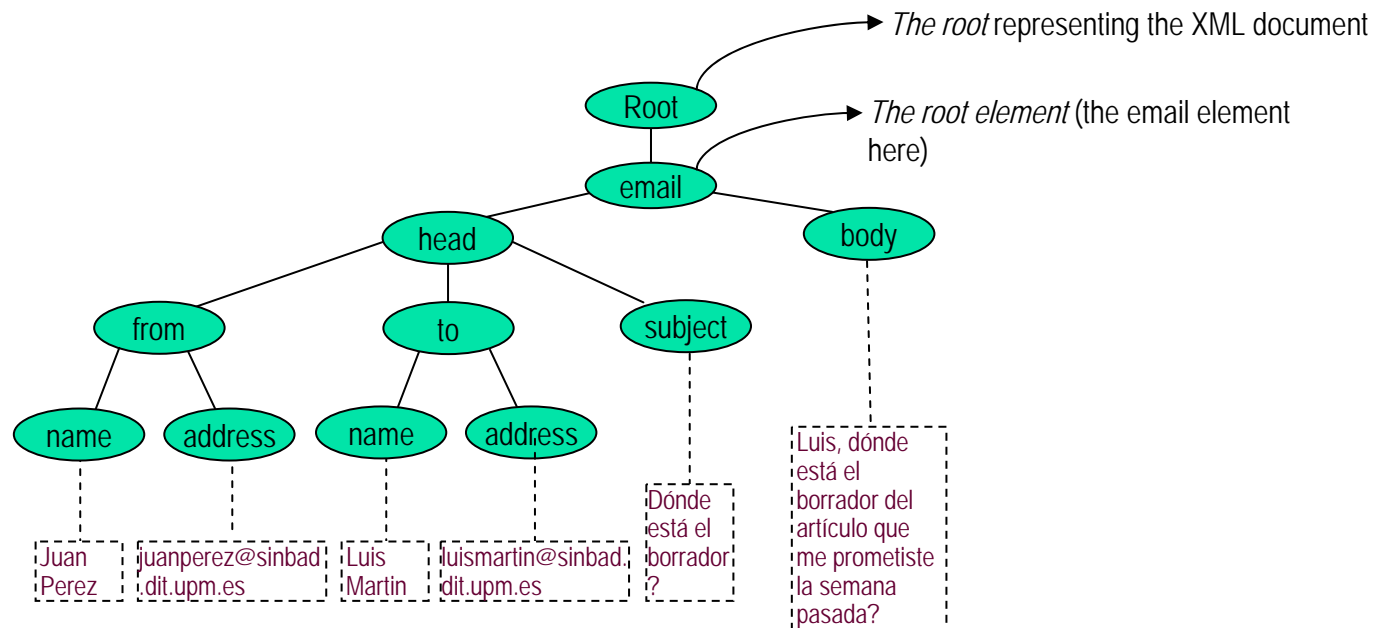 The root representing the XML document
Root
The root element (the email element
here)
email
head
body
from
to
subject
name
address
name
address
Juan
Perez
juanperez@sinbad
.dit.upm.es
Luis
Martin
luismartin@sinbad.
dit.upm.es
Dónde
está el
borrador
?
Luis, dónde
está el
borrador del
artículo que
me prometiste
la semana
pasada?